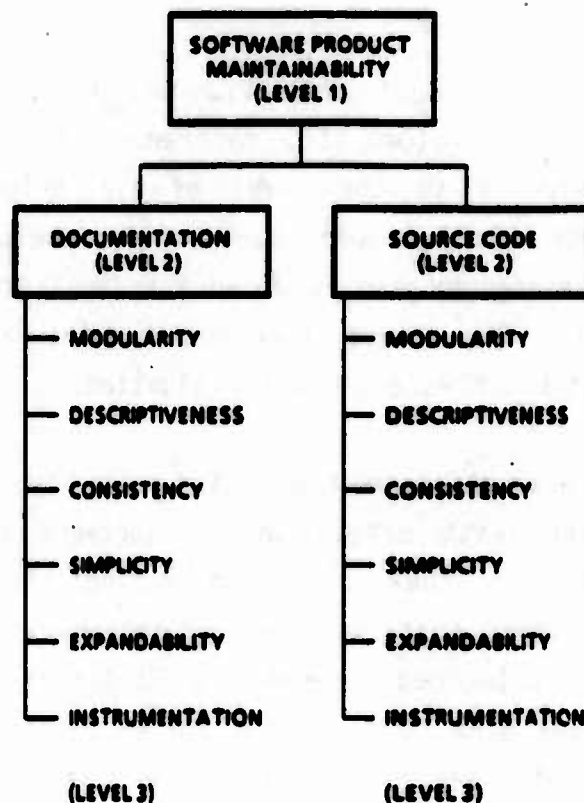 SOFTWARE PRODUCT
MAINTAINABILITY
(LEVEL 1)
DOCUMENTATION
(LEVEL 2)
MODULARITY
DESCRIPTIVENESS
CONSISTENCY
SIMPLICITY
EXPANDABILITY
INSTRUMENTATION
(LEVEL 3)
SOURCE CODE
(LEVEL 2)
MODULARITY
DESCRIPTIVENESS
CONSISTENCY
SIMPLICITY
EXPANDABILITY
INSTRUMENTATION
(LEVEL 3)